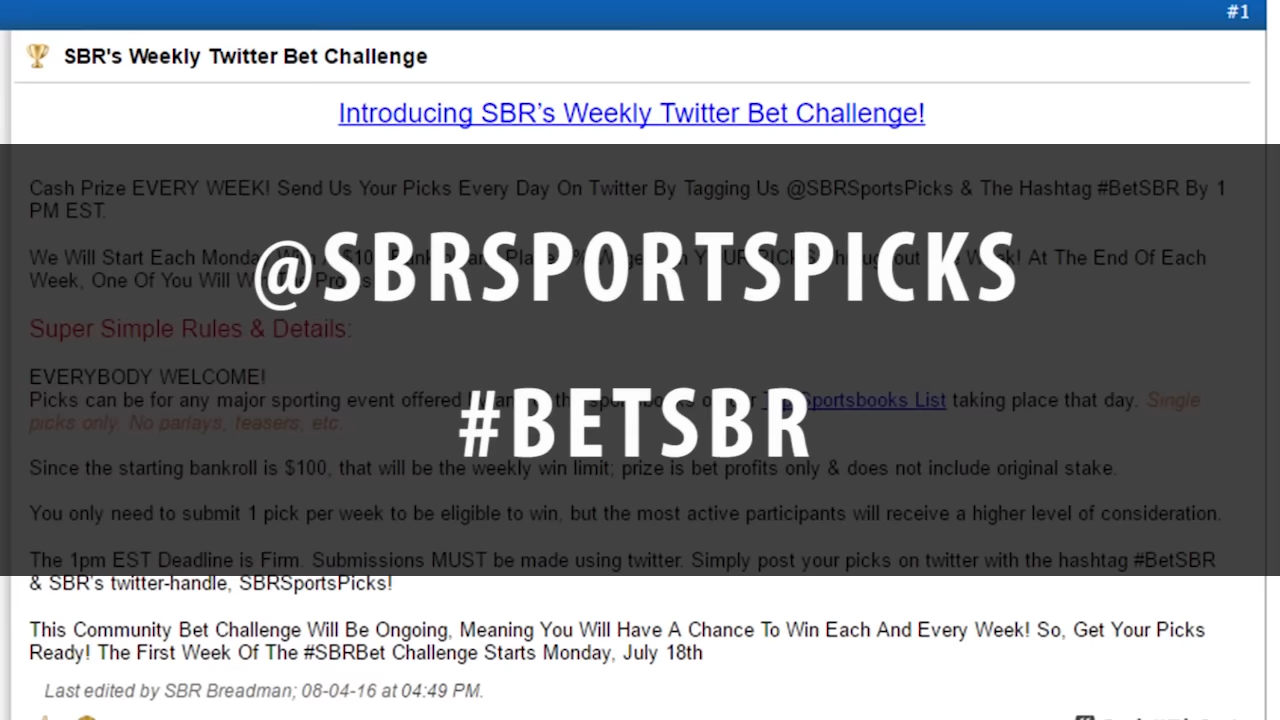 #1
SBR's Weekly Twitter Bet Challenge
Introducing SBR's Weekly Twitter Bet Challenge!
Cash Prize EVERY WEEK! Send Us Your Picks Every Day On Twitter By Tagging Us @SBRSportsPicks & The Hashtag #BetSBR By 1
PM EST.
@SBRSPORTSPICKS
We Will Start Each Monday Week! At The End Of Each
Week, One Of You Will
Super Simple Rules & Details:
EVERYBODY WELCOME!
Picks can be for any major sporting event offered Sportsbooks List taking place that day. Single
picks only. No parlays, teasers, etc.
#BETSBR
Since the starting bankroll is $100, that will be the weekly win limit; prize is bet profits only & does not include original stake.
You only need to submit 1 pick per week to be eligible to win, but the most active participants will receive a higher level of consideration.
The 1pm EST Deadline is Firm. Submissions MUST be made using twitter. Simply post your picks on twitter with the hashtag #BetSBR
& SBR's twitter-handle, SBRSportsPicks!
This Community Bet Challenge Will Be Ongoing, Meaning You Will Have A Chance To Win Each And Every Week! So, Get Your Picks
Ready! The First Week Of The #SBRBet Challenge Starts Monday, July 18th
Last edited by SBR Breadman; 08-04-16 at 04:49 PM.